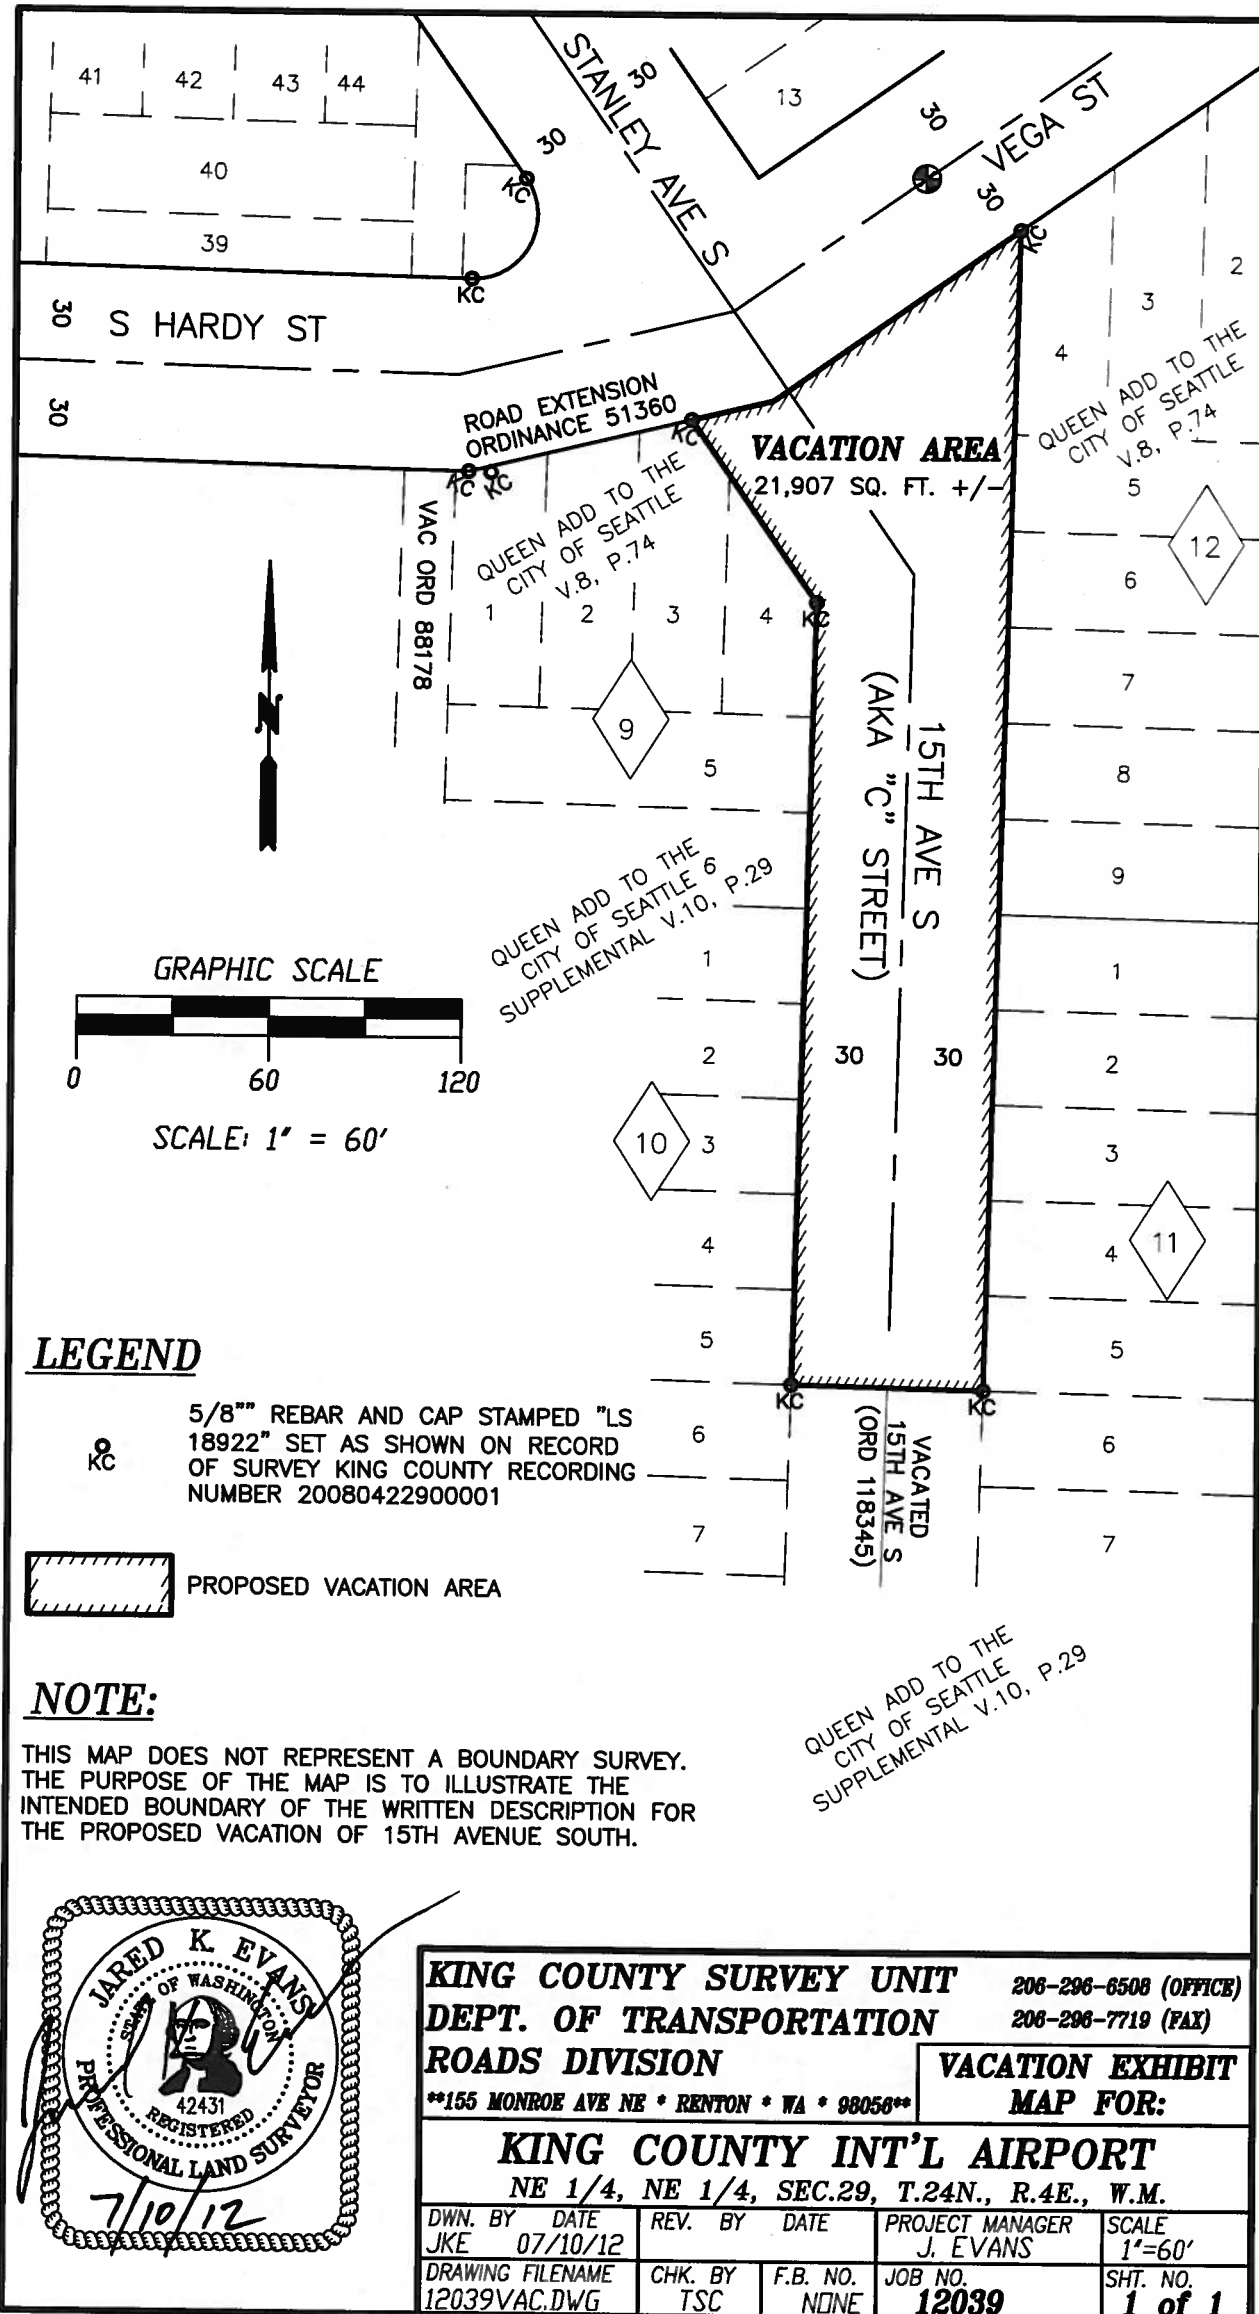 41
42
43
44
40
39
30
KC
KC
STANLEY AVE S
30
13
30
VEGA ST
30
KC
2
3
4
30
S HARDY ST
30
ROAD EXTENSION
ORDINANCE 51360
KC
KC
KC
VACATION AREA
21,907 SQ. FT. +/-
QUEEN ADD TO THE
CITY OF SEATTLE
V.8, P.74
5
12
6
7
8
9
QUEEN ADD TO THE
CITY OF SEATTLE
V.8, P.74
VAC ORD 88178
1
2
3
4
KC
9
5
N
15TH AVE S
(AKA "C" STREET)
QUEEN ADD TO THE
CITY OF SEATTLE
SUPPLEMENTAL V.10, P.29
6
1
2
10
3
4
5
30
30
1
2
3
4
11
5
GRAPHIC SCALE
0
60
120
SCALE: 1" = 60'
KC
KC
6
7
VACATED
15TH AVE S
(ORD 118345)
6
7
LEGEND
KC
5/8"" REBAR AND CAP STAMPED "LS
18922" SET AS SHOWN ON RECORD
OF SURVEY KING COUNTY RECORDING
NUMBER 20080422900001
PROPOSED VACATION AREA
QUEEN ADD TO THE
CITY OF SEATTLE
SUPPLEMENTAL V.10, P.29
NOTE:
THIS MAP DOES NOT REPRESENT A BOUNDARY SURVEY.
THE PURPOSE OF THE MAP IS TO ILLUSTRATE THE
INTENDED BOUNDARY OF THE WRITTEN DESCRIPTION FOR
THE PROPOSED VACATION OF 15TH AVENUE SOUTH.
JARED K. EVANS
STATE OF WASHINGTON
42431
REGISTERED
PROFESSIONAL LAND SURVEYOR
7/10/12
KING COUNTY SURVEY UNIT
206-296-6508 (OFFICE)
DEPT. OF TRANSPORTATION
206-296-7719 (FAX)
ROADS DIVISION
**155 MONROE AVE NE * RENTON * WA * 98056**
VACATION EXHIBIT
MAP FOR:
KING COUNTY INT'L AIRPORT
NE 1/4, NE 1/4, SEC.29, T.24N., R.4E., W.M.
DWN. BY DATE
JKE 07/10/12
REV. BY DATE
PROJECT MANAGER
J. EVANS
SCALE
1"=60'
DRAWING FILENAME
12039VAC.DWG
CHK. BY
TSC
F.B. NO.
NONE
JOB NO.
12039
SHT. NO.
1 of 1